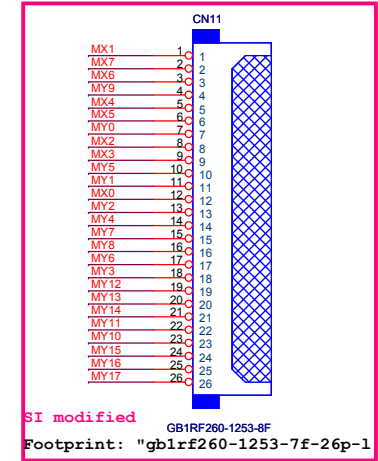 CN11
MX1 1 1
MX7 2 2
MX6 3 3
MY9 4 4
MX4 5 5
MX5 6 6
MY0 7 7
MX2 8 8
MX3 9 9
MY5 10 10
MY1 11 11
MX0 12 12
MY2 13 13
MY4 14 14
MY7 15 15
MY8 16 16
MY6 17 17
MY3 18 18
MY12 19 19
MY13 20 20
MY14 21 21
MY11 22 22
MY10 23 23
MY15 24 24
MY16 25 25
MY17 26 26
SI modified
GB1RF260-1253-8F
Footprint: "gb1rf260-1253-7f-26p-l